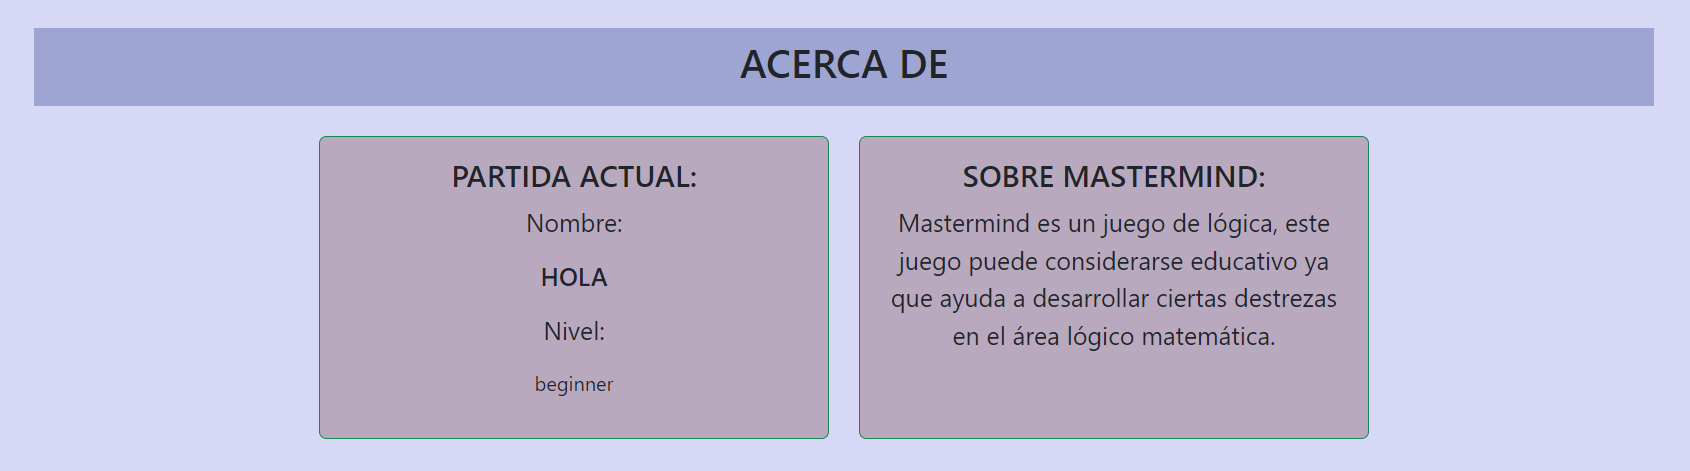 ACERCA DE
PARTIDA ACTUAL:
Nombre:
HOLA
Nivel:
beginner
SOBRE MASTERMIND:
Mastermind es un juego de lógica, este
juego puede considerarse educativo ya
que ayuda a desarrollar ciertas destrezas
en el área lógico matemática.